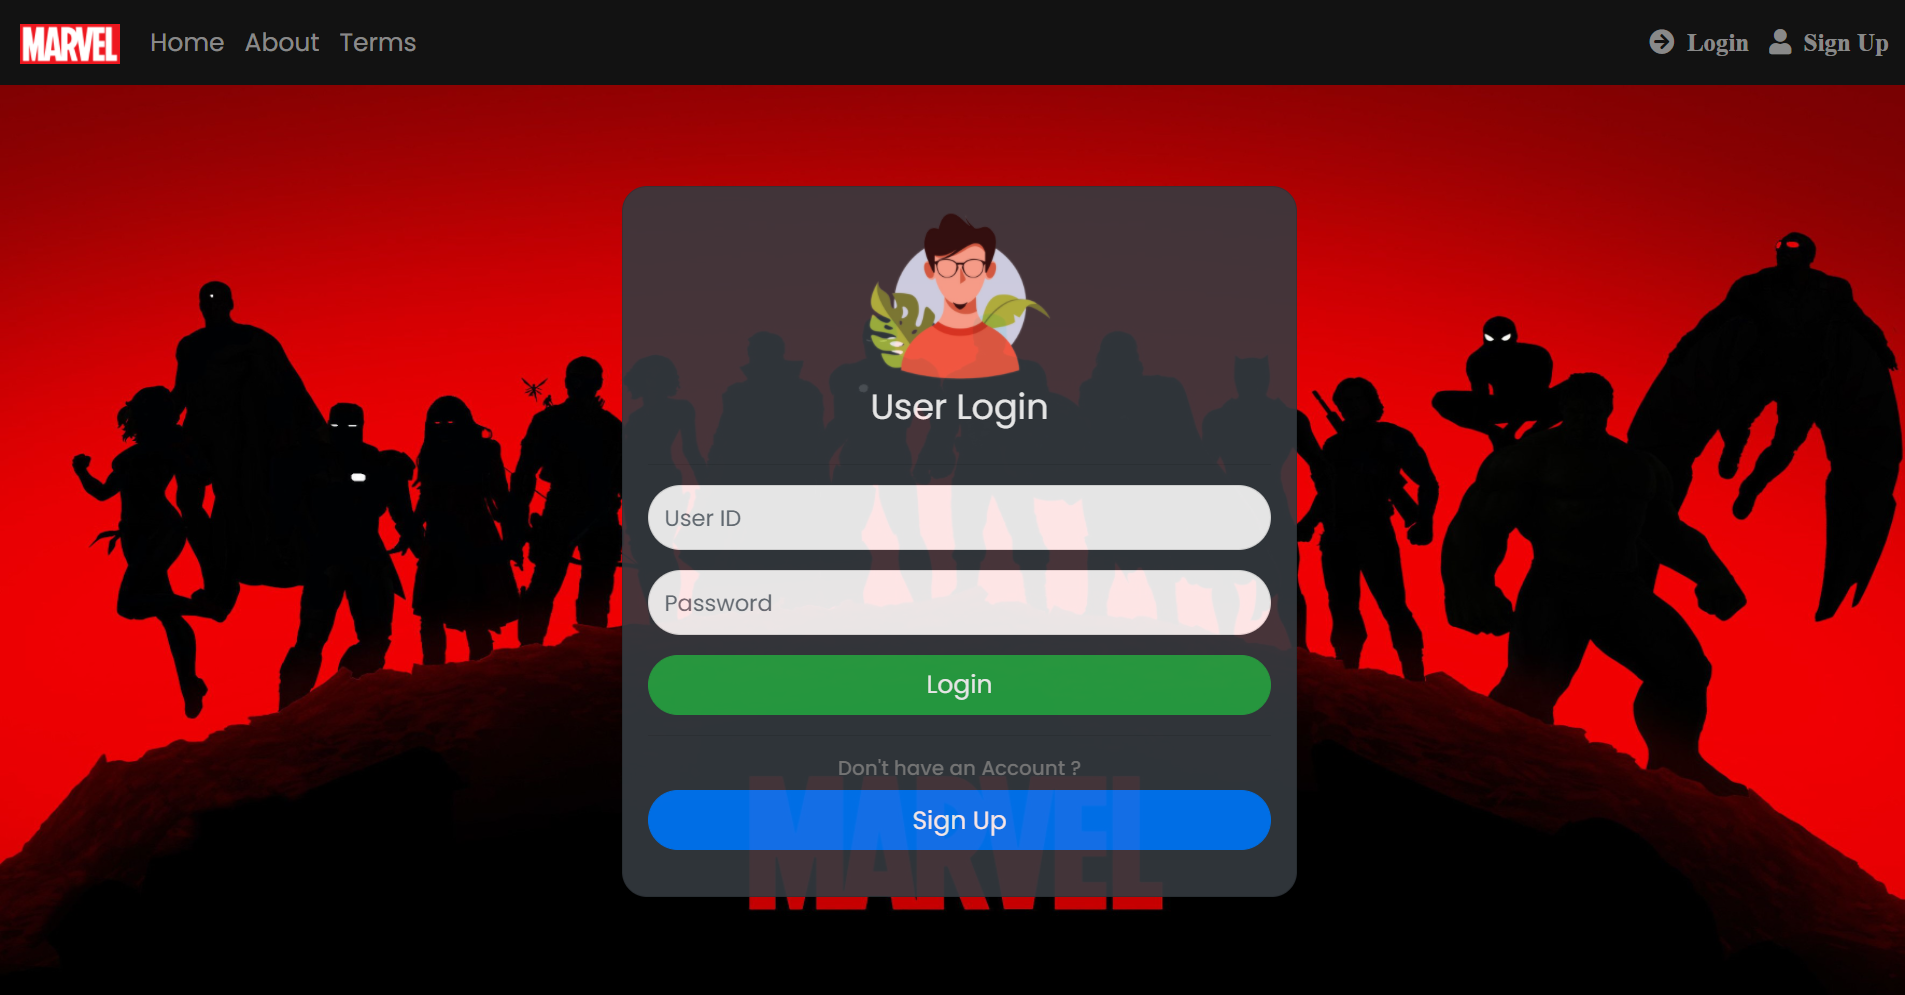 MARVEL Home About Terms Login Sign Up
User Login
User ID
Password
Login
Don't have an Account ?
Sign Up
MARVEL